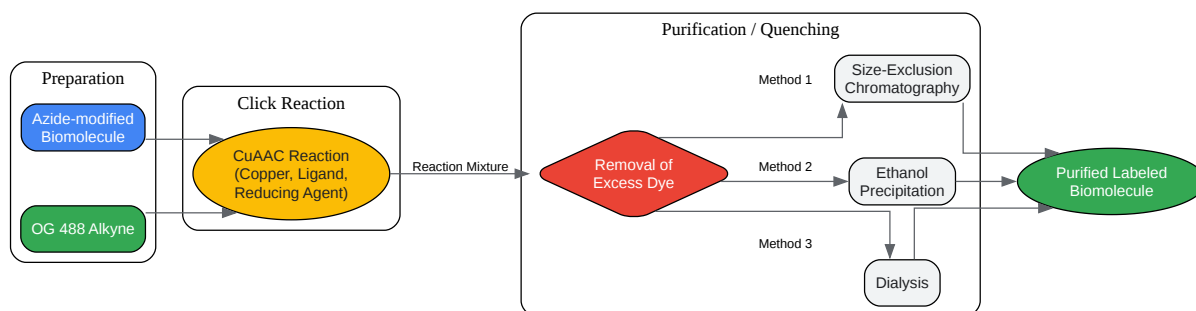 Preparation
Azide-modified
Biomolecule
OG 488 Alkyne
Click Reaction
CuAAC Reaction
(Copper, Ligand,
Reducing Agent)
Reaction Mixture
Purification / Quenching
Removal of
Excess Dye
Method 1
Size-Exclusion
Chromatography
Method 2
Ethanol
Precipitation
Method 3
Dialysis
Purified Labeled
Biomolecule